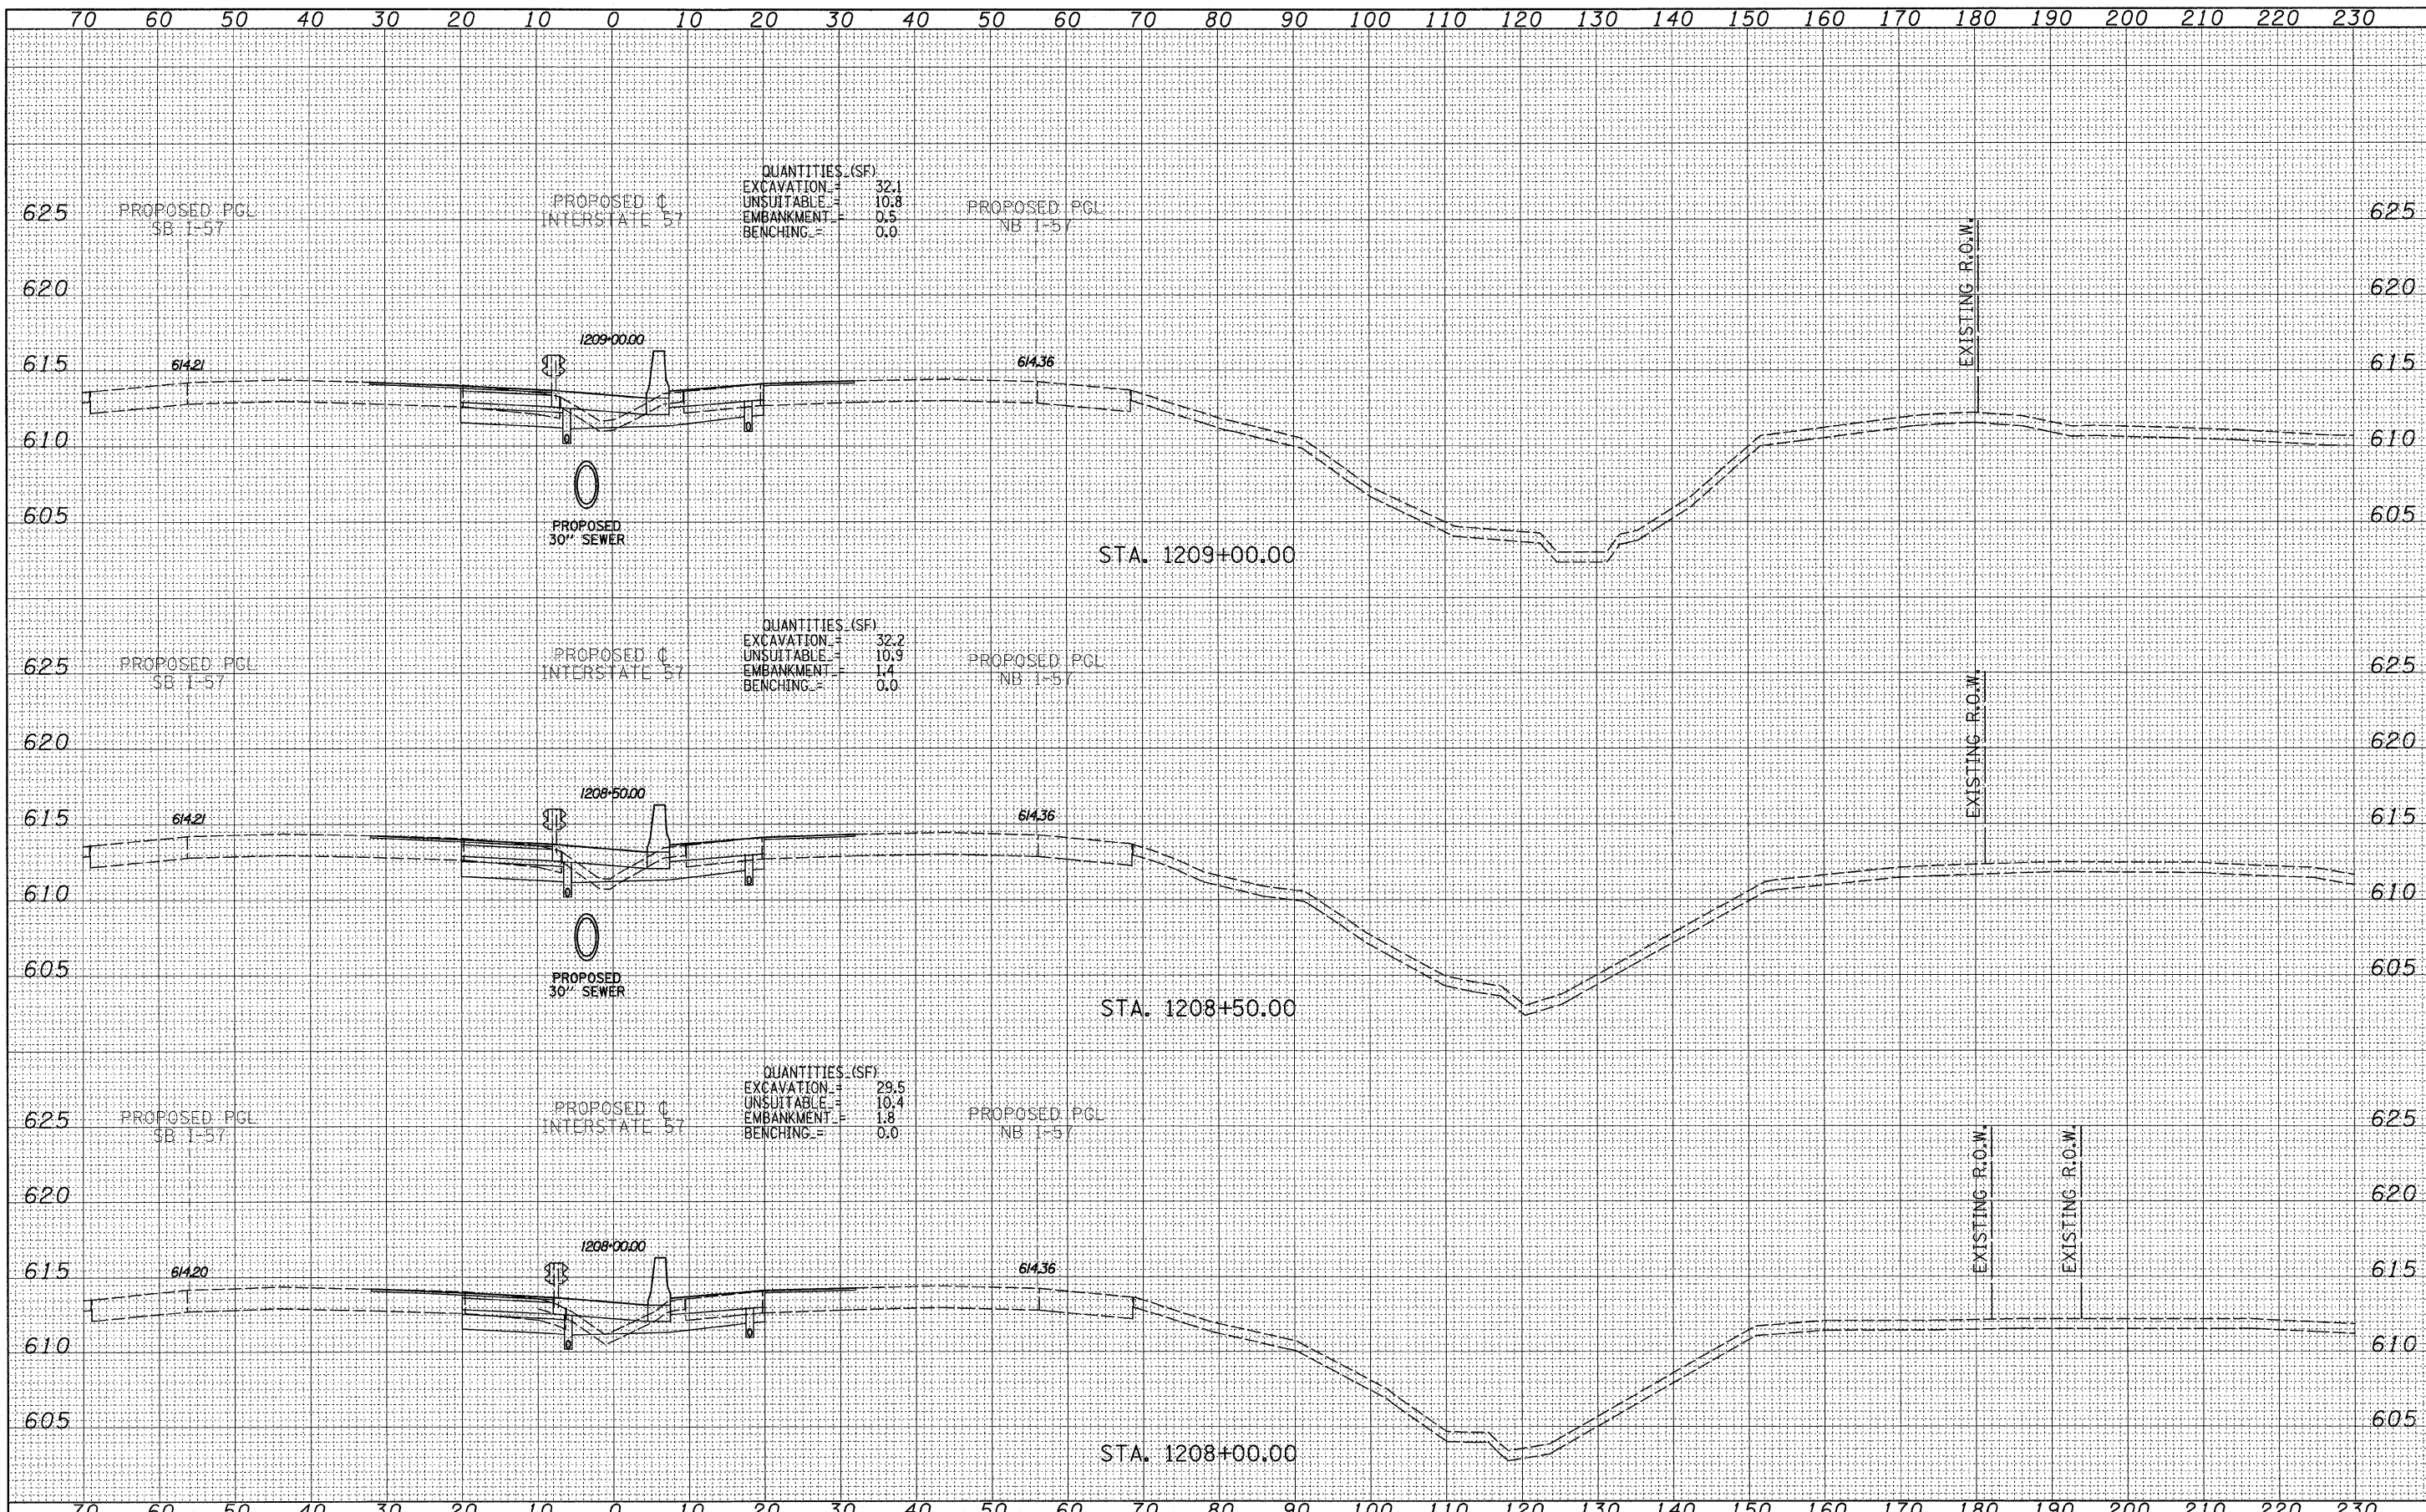 70 60 50 40 30 20 10 0 10 20 30 40 50 60 70 80 90 100 110 120 130 140 150 160 170 180 190 200 210 220 230
QUANTITIES (SF)
EXCAVATION = 32.1
UNSUITABLE = 10.8
EMBANKMENT = 0.5
BENCHING = 0.0
PROPOSED PGL
SB I-57
PROPOSED ℄
INTERSTATE 57
PROPOSED PGL
NB I-57
EXISTING R.O.W.
625 625
620 620
615 615
610 610
605 605
1209+00.00
614.21
614.36
PROPOSED
30" SEWER
STA. 1209+00.00
QUANTITIES (SF)
EXCAVATION = 32.2
UNSUITABLE = 10.9
EMBANKMENT = 1.4
BENCHING = 0.0
PROPOSED PGL
SB I-57
PROPOSED ℄
INTERSTATE 57
PROPOSED PGL
NB I-57
EXISTING R.O.W.
625 625
620 620
615 615
610 610
605 605
1208+50.00
614.21
614.36
PROPOSED
30" SEWER
STA. 1208+50.00
QUANTITIES (SF)
EXCAVATION = 29.5
UNSUITABLE = 10.4
EMBANKMENT = 1.8
BENCHING = 0.0
PROPOSED PGL
SB I-57
PROPOSED ℄
INTERSTATE 57
PROPOSED PGL
NB I-57
EXISTING R.O.W.
EXISTING R.O.W.
625 625
620 620
615 615
610 610
605 605
1208+00.00
614.20
614.36
STA. 1208+00.00
70 60 50 40 30 20 10 0 10 20 30 40 50 60 70 80 90 100 110 120 130 140 150 160 170 180 190 200 210 220 230